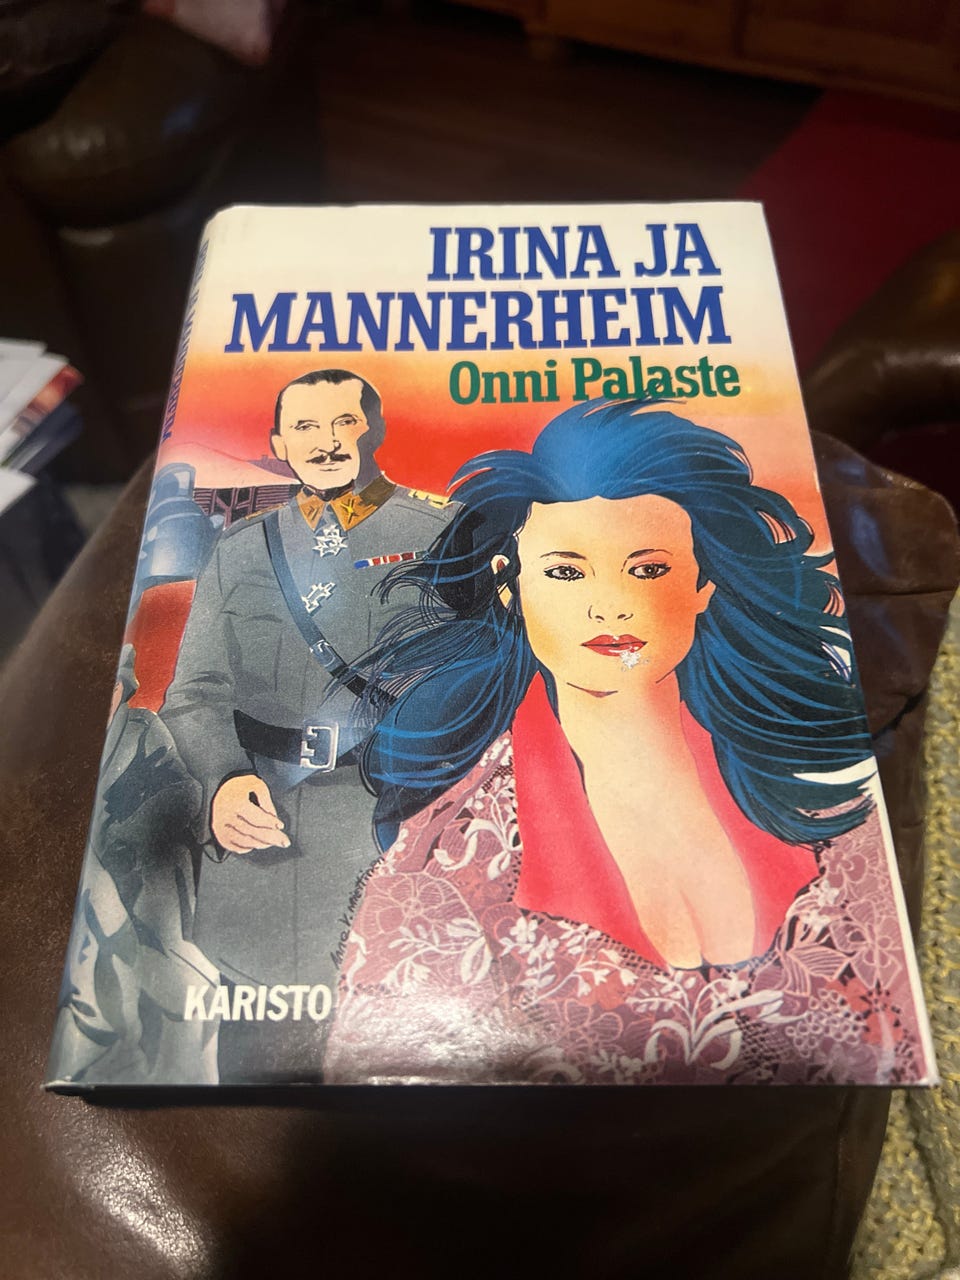 IRINA JA
MANNERHEIM
Onni Palaste
KARISTO